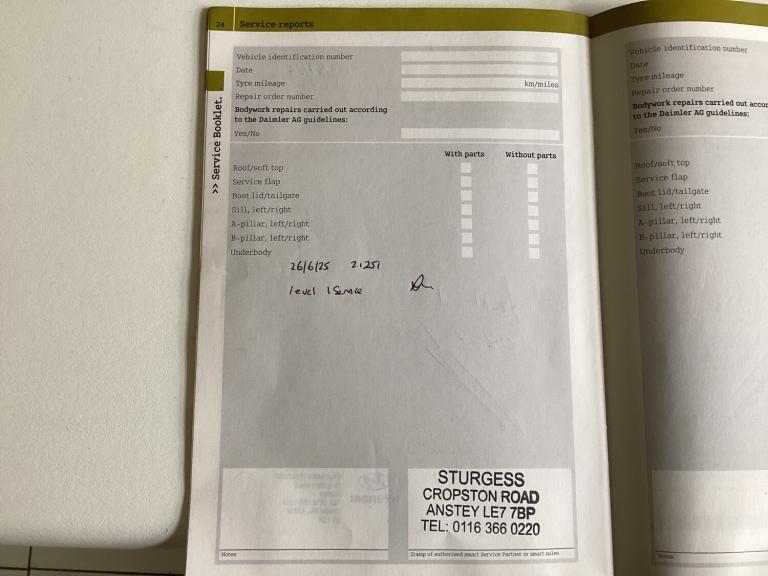 24 Service reports
>> Service Booklet.
Vehicle identification number
Date
Tyre mileage km/miles
Repair order number
Bodywork repairs carried out according
to the Daimler AG guidelines:
Yes/No
With parts Without parts
Roof/soft top
Service flap
Boot lid/tailgate
Sill, left/right
A-pillar, left/right
B-pillar, left/right
Underbody
26/6/25 21251
level 1 Service
STURGESS
CROPSTON ROAD
ANSTEY LE7 7BP
TEL: 0116 366 0220
Notes
Stamp of authorised smart Service Partner or smart sales
Vehicle identification number
Date
Tyre mileage
Repair order number
Bodywork repairs carried out accor
to the Daimler AG guidelines:
Yes/No
Roof/soft top
Service flap
Boot lid/tailgate
Sill, left/right
A-pillar, left/right
B-pillar, left/right
Underbody
Notes